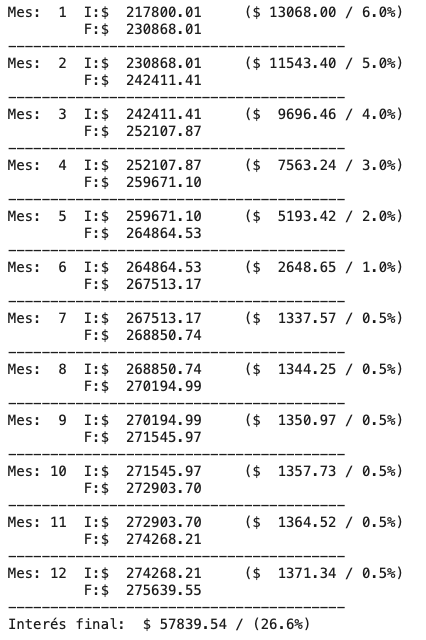 Mes:  1  I:$  217800.01     ($ 13068.00 / 6.0%)
         F:$  230868.01
----------------------------------------
Mes:  2  I:$  230868.01     ($ 11543.40 / 5.0%)
         F:$  242411.41
----------------------------------------
Mes:  3  I:$  242411.41     ($  9696.46 / 4.0%)
         F:$  252107.87
----------------------------------------
Mes:  4  I:$  252107.87     ($  7563.24 / 3.0%)
         F:$  259671.10
----------------------------------------
Mes:  5  I:$  259671.10     ($  5193.42 / 2.0%)
         F:$  264864.53
----------------------------------------
Mes:  6  I:$  264864.53     ($  2648.65 / 1.0%)
         F:$  267513.17
----------------------------------------
Mes:  7  I:$  267513.17     ($  1337.57 / 0.5%)
         F:$  268850.74
----------------------------------------
Mes:  8  I:$  268850.74     ($  1344.25 / 0.5%)
         F:$  270194.99
----------------------------------------
Mes:  9  I:$  270194.99     ($  1350.97 / 0.5%)
         F:$  271545.97
----------------------------------------
Mes: 10  I:$  271545.97     ($  1357.73 / 0.5%)
         F:$  272903.70
----------------------------------------
Mes: 11  I:$  272903.70     ($  1364.52 / 0.5%)
         F:$  274268.21
----------------------------------------
Mes: 12  I:$  274268.21     ($  1371.34 / 0.5%)
         F:$  275639.55
----------------------------------------
Interés final:  $ 57839.54 / (26.6%)